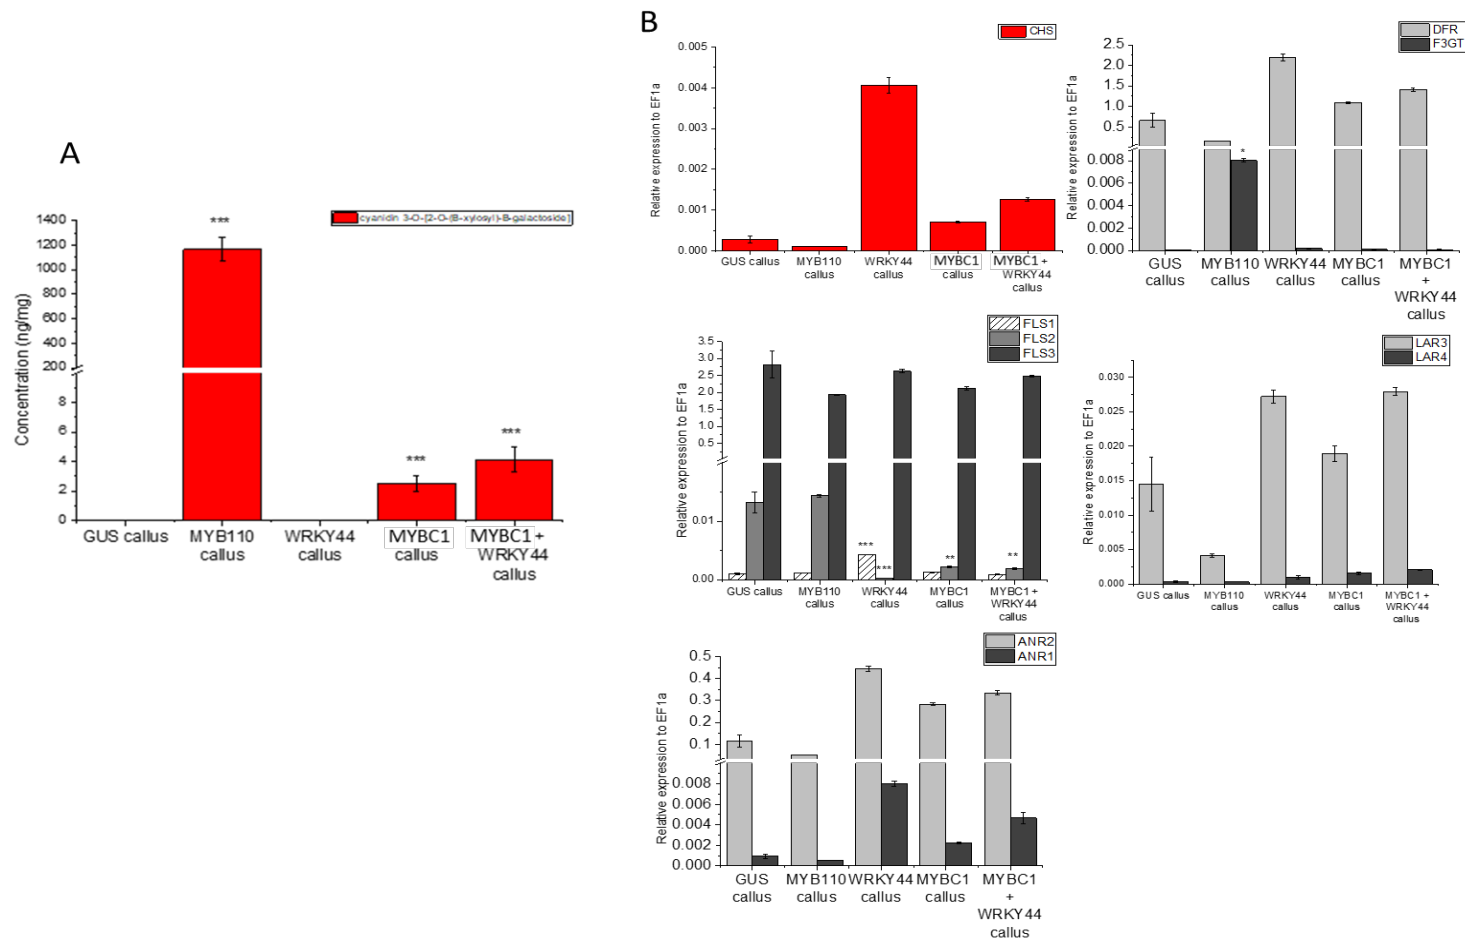 A
1400
1200
1000
800
600
400
200
8
6
4
2
0
Concentration (ng/mg)
cyanidin 3-O-[2-O-(B-xylosyl)-B-galactoside]
***
***
***
GUS callus
MYB110
callus
WRKY44
callus
MYBC1
callus
MYBC1 +
WRKY44
callus
B
CHS
0.005
0.004
0.003
0.002
0.001
0.000
Relative expression to EF1a
GUS callus
MYB110
callus
WRKY44
callus
MYBC1
callus
MYBC1 +
WRKY44
callus
DFR
F3GT
2.5
2.0
1.5
1.0
0.5
0.008
0.006
0.004
0.002
0.000
Relative expression to EF1a
*
GUS
callus
MYB110
callus
WRKY44
callus
MYBC1
callus
MYBC1
+
WRKY44
callus
FLS1
FLS2
FLS3
3.5
3.0
2.5
2.0
1.5
1.0
0.5
0.01
0.00
Relative expression to EF1a
***
***
**
**
GUS callus
MYB110
callus
WRKY44
callus
MYBC1
callus
MYBC1 +
WRKY44
callus
LAR3
LAR4
0.030
0.025
0.020
0.015
0.010
0.005
0.000
Relative expression to EF1a
GUS callus
MYB110
callus
WRKY44
callus
MYBC1
callus
MYBC1 +
WRKY44
callus
ANR2
ANR1
0.5
0.4
0.3
0.2
0.1
0.008
0.006
0.004
0.002
0.000
Relative expression to EF1a
GUS
callus
MYB110
callus
WRKY44
callus
MYBC1
callus
MYBC1
+
WRKY44
callus